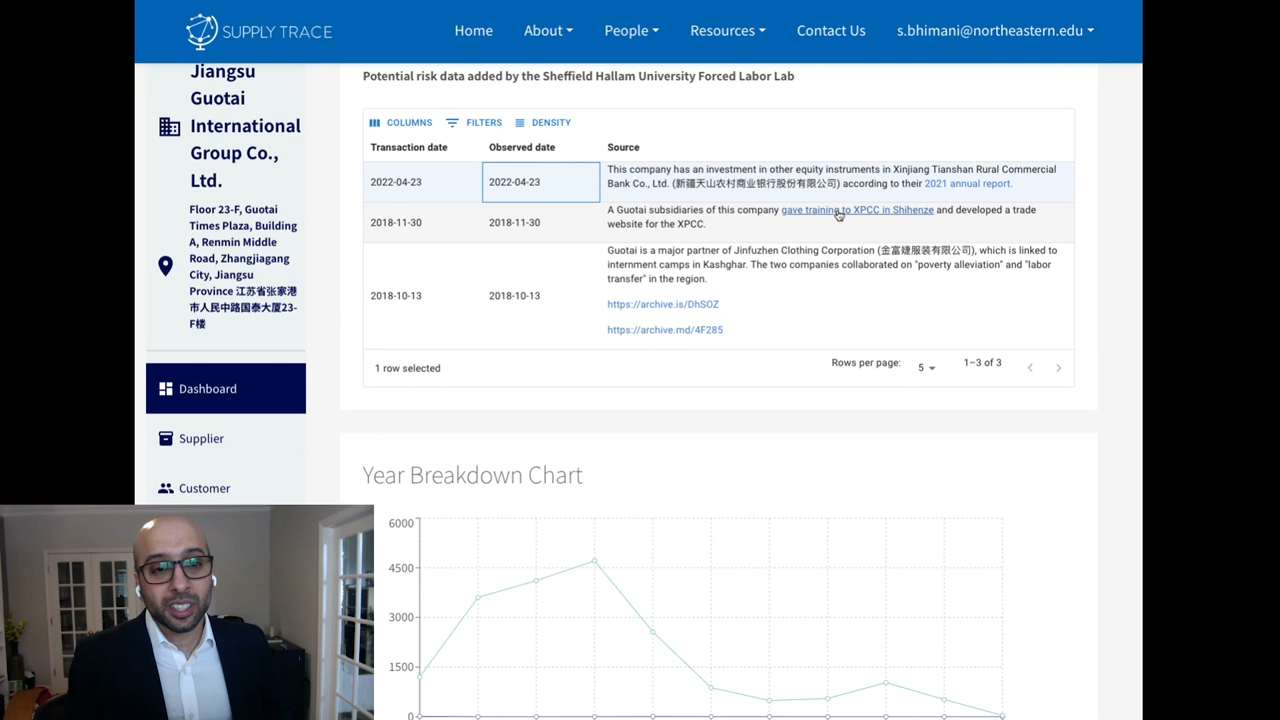 SUPPLY TRACE
Home
About
People
Resources
Contact Us
s.bhimani@northeastern.edu
Jiangsu
Guotai
International
Group Co.,
Ltd.
Floor 23-F, Guotai
Times Plaza, Building
A, Renmin Middle
Road, Zhangjiagang
City, Jiangsu
Province 江苏省张家港
市人民中路国泰大厦23-
F楼
Dashboard
Supplier
Customer
Potential risk data added by the Sheffield Hallam University Forced Labor Lab
COLUMNS
FILTERS
DENSITY
Transaction date
Observed date
Source
2022-04-23
2022-04-23
This company has an investment in other equity instruments in Xinjiang Tianshan Rural Commercial
Bank Co., Ltd. (新疆天山农村商业银行股份有限公司) according to their 2021 annual report.
2018-11-30
2018-11-30
A Guotai subsidiaries of this company gave training to XPCC in Shihenze and developed a trade
website for the XPCC.
2018-10-13
2018-10-13
Guotai is a major partner of Jinfuzhen Clothing Corporation (金富婕服装有限公司), which is linked to
internment camps in Kashghar. The two companies collaborated on "poverty alleviation" and "labor
transfer" in the region.
https://archive.is/DhSOZ
https://archive.md/4F285
1 row selected
Rows per page:
5
1–3 of 3
Year Breakdown Chart
6000
4500
3000
1500
0